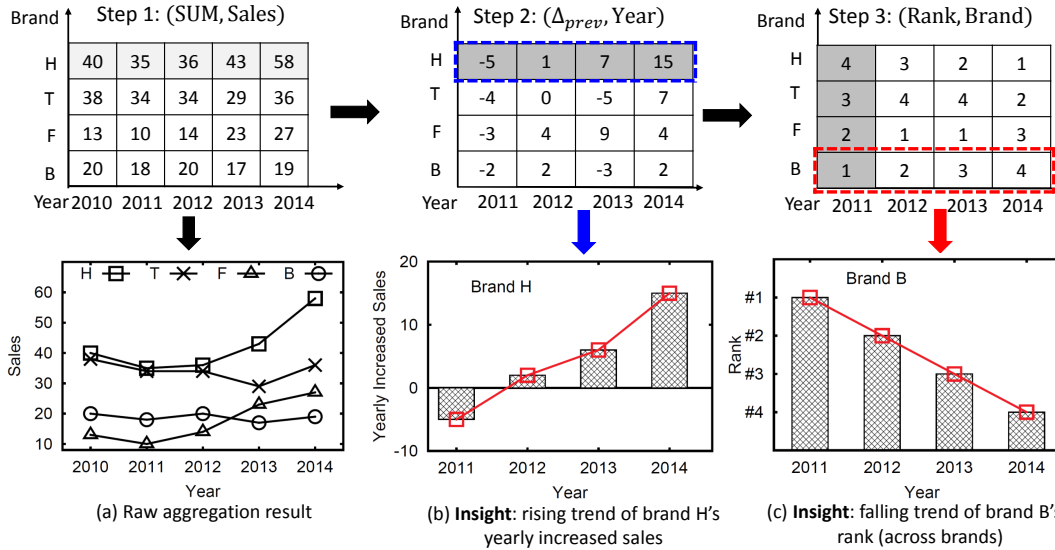 Brand Step 1: (SUM, Sales)
H 40 35 36 43 58
T 38 34 34 29 36
F 13 10 14 23 27
B 20 18 20 17 19
Year 2010 2011 2012 2013 2014
Brand Step 2: (Δprev, Year)
H -5 1 7 15
T -4 0 -5 7
F -3 4 9 4
B -2 2 -3 2
Year 2011 2012 2013 2014
Brand Step 3: (Rank, Brand)
H 4 3 2 1
T 3 4 4 2
F 2 1 1 3
B 1 2 3 4
Year 2011 2012 2013 2014
H T F B
Sales
60
50
40
30
20
10
2010 2011 2012 2013 2014
Year
(a) Raw aggregation result
Brand H
Yearly Increased Sales
20
10
0
-10
2011 2012 2013 2014
Year
(b) Insight: rising trend of brand H's
yearly increased sales
Brand B
Rank
#1
#2
#3
#4
2011 2012 2013 2014
Year
(c) Insight: falling trend of brand B's
rank (across brands)